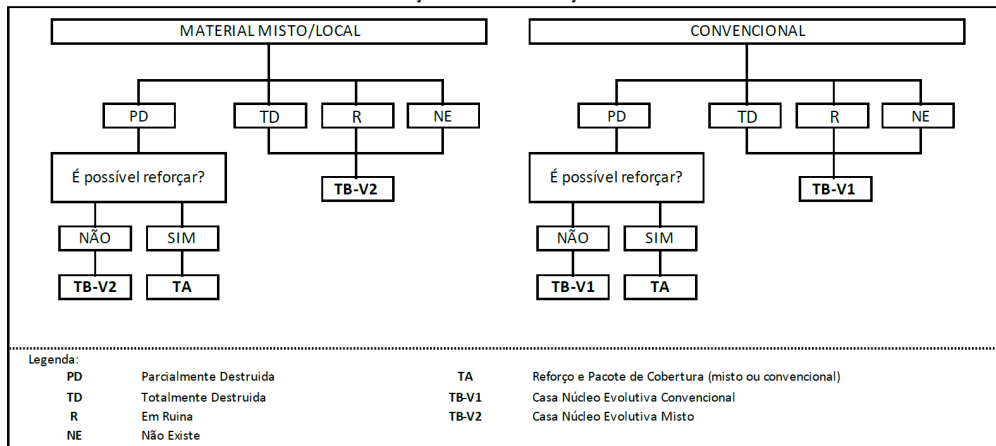 MATERIAL MISTO/LOCAL
PD
TD
R
NE
É possível reforçar?
TB-V2
NÃO
SIM
TB-V2
TA
CONVENCIONAL
PD
TD
R
NE
É possível reforçar?
TB-V1
NÃO
SIM
TB-V1
TA
Legenda:
PD Parcialmente Destruida
TD Totalmente Destruida
R Em Ruina
NE Não Existe
TA Reforço e Pacote de Cobertura (misto ou convencional)
TB-V1 Casa Núcleo Evolutiva Convencional
TB-V2 Casa Núcleo Evolutiva Misto